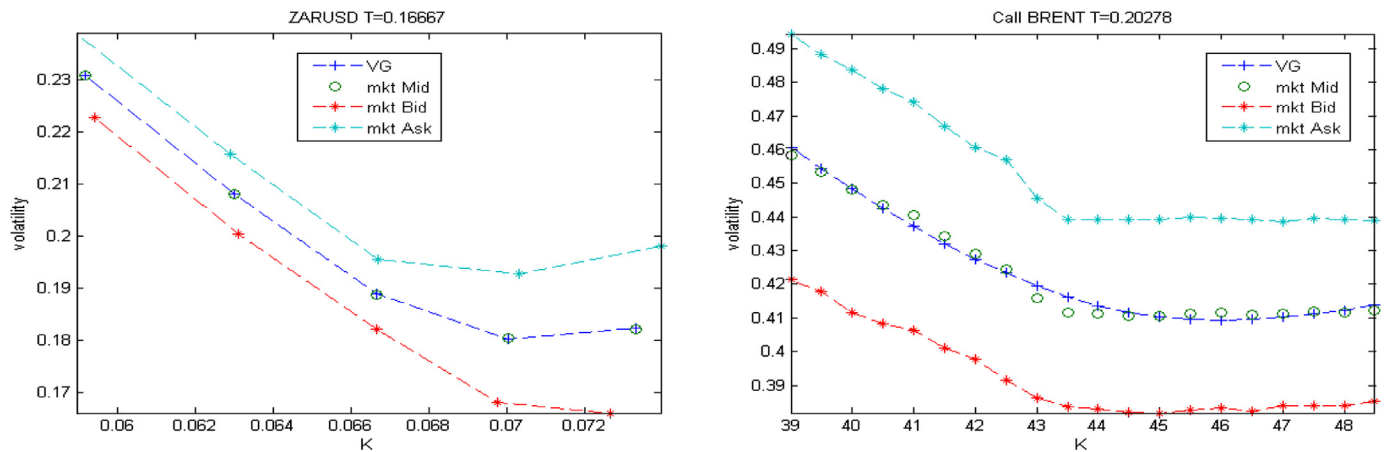 ZARUSD T=0.16667
0.23
0.22
0.21
0.2
0.19
0.18
0.17
volatility
VG
mkt Mid
mkt Bid
mkt Ask
0.06 0.062 0.064 0.066 0.068 0.07 0.072
K
Call BRENT T=0.20278
0.49
0.48
0.47
0.46
0.45
0.44
0.43
0.42
0.41
0.4
0.39
volatility
VG
mkt Mid
mkt Bid
mkt Ask
39 40 41 42 43 44 45 46 47 48
K